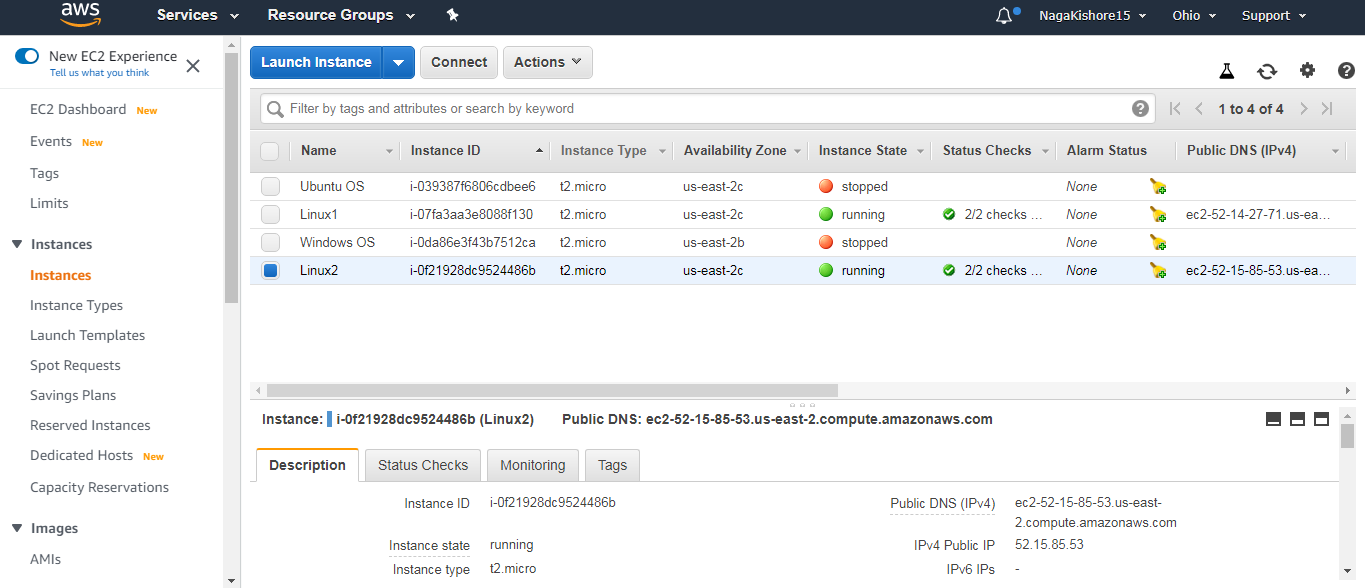 aws Services Resource Groups NagaKishore15 Ohio Support
New EC2 Experience
Tell us what you think
EC2 Dashboard New
Events New
Tags
Limits
Instances
Instances
Instance Types
Launch Templates
Spot Requests
Savings Plans
Reserved Instances
Dedicated Hosts New
Capacity Reservations
Images
AMIs
Launch Instance Connect Actions
Filter by tags and attributes or search by keyword ? 1 to 4 of 4
Name Instance ID Instance Type Availability Zone Instance State Status Checks Alarm Status Public DNS (IPv4)
Ubuntu OS i-039387f6806cdbee6 t2.micro us-east-2c stopped None
Linux1 i-07fa3aa3e8088f130 t2.micro us-east-2c running 2/2 checks ... None ec2-52-14-27-71.us-ea...
Windows OS i-0da86e3f43b7512ca t2.micro us-east-2b stopped None
Linux2 i-0f21928dc9524486b t2.micro us-east-2c running 2/2 checks ... None ec2-52-15-85-53.us-ea...
Instance: i-0f21928dc9524486b (Linux2) Public DNS: ec2-52-15-85-53.us-east-2.compute.amazonaws.com
Description Status Checks Monitoring Tags
Instance ID i-0f21928dc9524486b Public DNS (IPv4) ec2-52-15-85-53.us-east-
2.compute.amazonaws.com
Instance state running IPv4 Public IP 52.15.85.53
Instance type t2.micro IPv6 IPs -